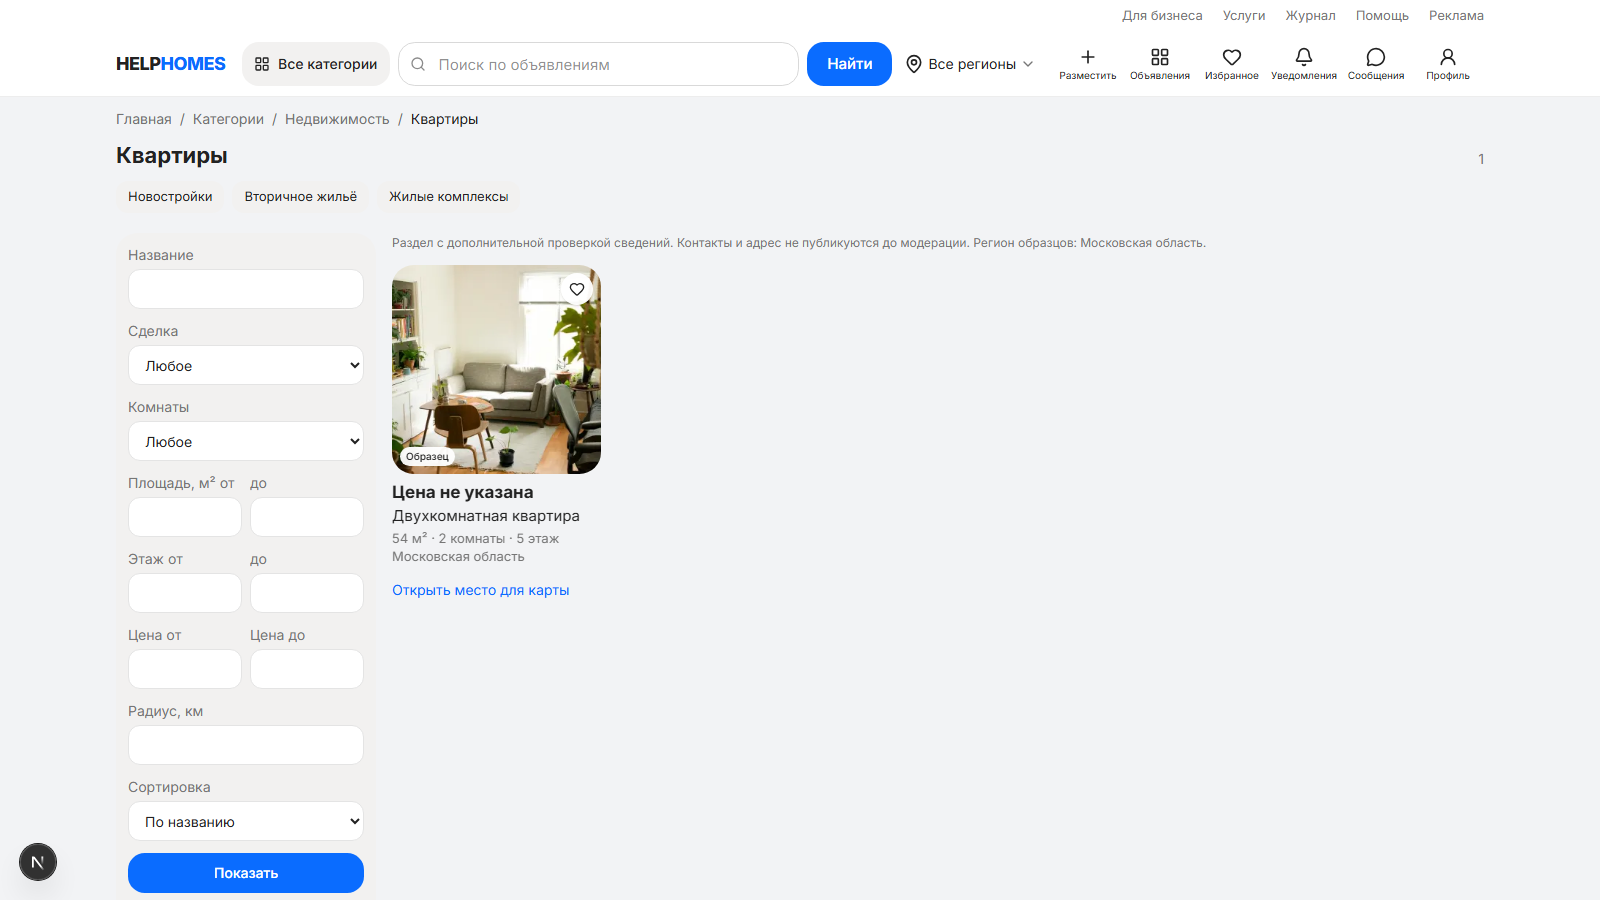 Для бизнеса Услуги Журнал Помощь Реклама
HELPHOMES Все категории Поиск по объявлениям Найти Все регионы Разместить Объявления Избранное Уведомления Сообщения Профиль
Главная / Категории / Недвижимость / Квартиры
Квартиры 1
Новостройки Вторичное жильё Жилые комплексы
Название
Сделка
Любое
Комнаты
Любое
Площадь, м² от до
Этаж от до
Цена от Цена до
Радиус, км
Сортировка
По названию
Показать
N
Раздел с дополнительной проверкой сведений. Контакты и адрес не публикуются до модерации. Регион образцов: Московская область.
Образец
Цена не указана
Двухкомнатная квартира
54 м² · 2 комнаты · 5 этаж
Московская область
Открыть место для карты